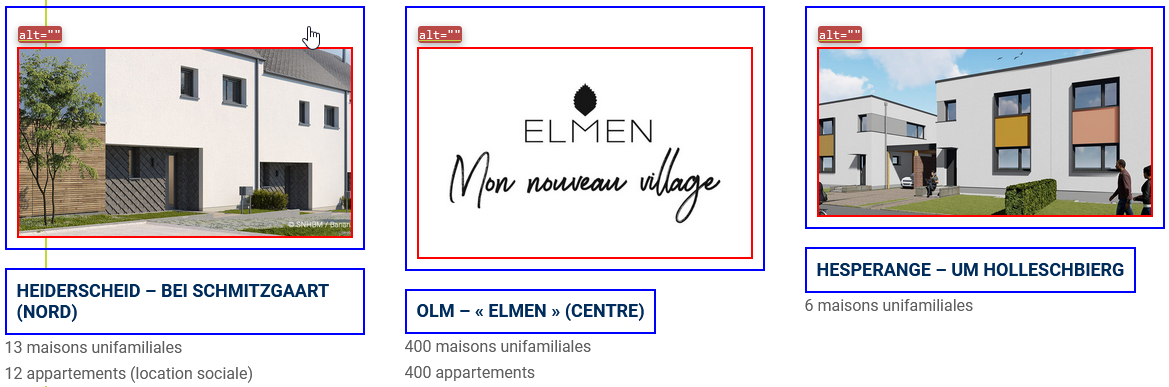 alt=""
© SNHBM / Banan
HEIDERSCHEID – BEI SCHMITZGAART
(NORD)
13 maisons unifamiliales
12 appartements (location sociale)
alt=""
ELMEN
Mon nouveau village
OLM – « ELMEN » (CENTRE)
400 maisons unifamiliales
400 appartements
alt=""
HESPERANGE – UM HOLLESCHBIERG
6 maisons unifamiliales